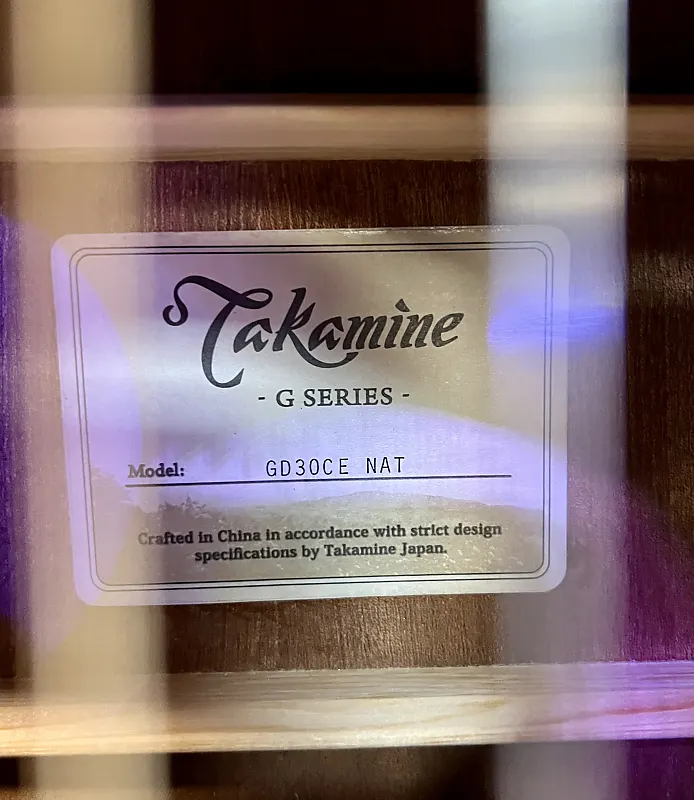 Takamine
- G SERIES -
Model: GD30CE NAT
Crafted in China in accordance with strict design
specifications by Takamine Japan.